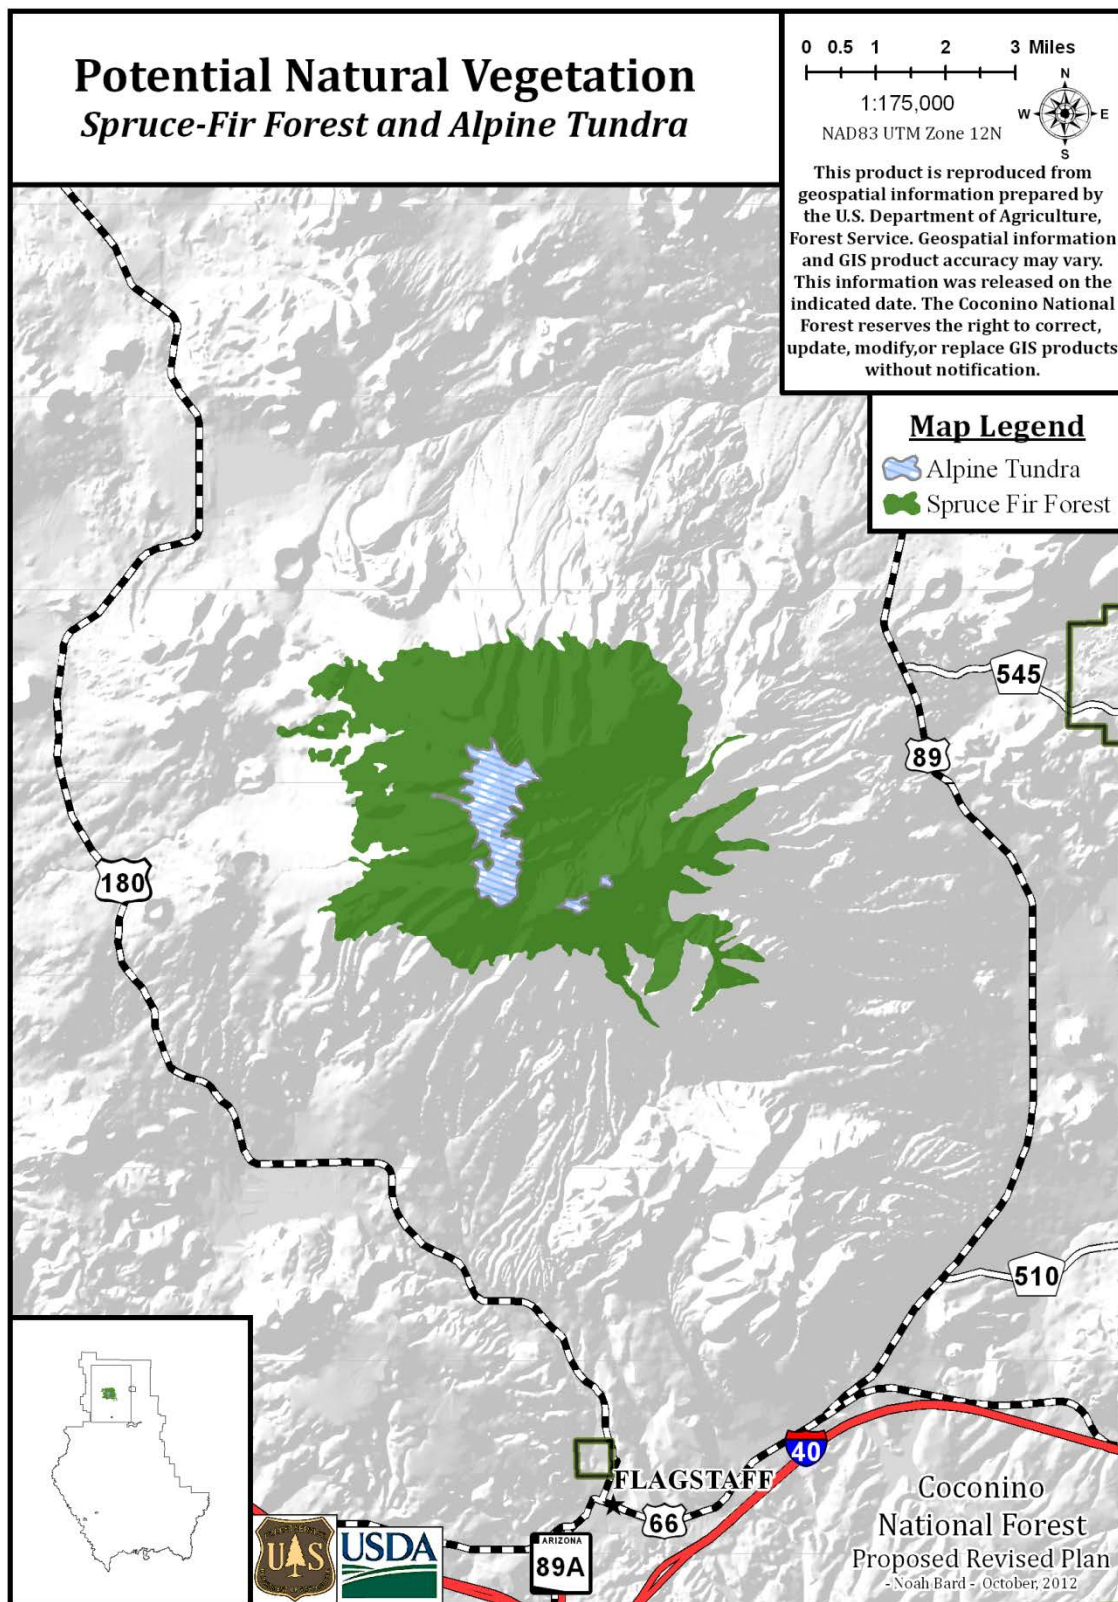 Potential Natural Vegetation
Spruce-Fir Forest and Alpine Tundra
0 0.5 1 2 3 Miles
1:175,000
NAD83 UTM Zone 12N
N
W E
S
This product is reproduced from
geospatial information prepared by
the U.S. Department of Agriculture,
Forest Service. Geospatial information
and GIS product accuracy may vary.
This information was released on the
indicated date. The Coconino National
Forest reserves the right to correct,
update, modify,or replace GIS products
without notification.
Map Legend
Alpine Tundra
Spruce Fir Forest
545
89
180
510
40
FLAGSTAFF
66
ARIZONA
89A
U S
USDA
Coconino
National Forest
Proposed Revised Plan
- Noah Bard - October, 2012